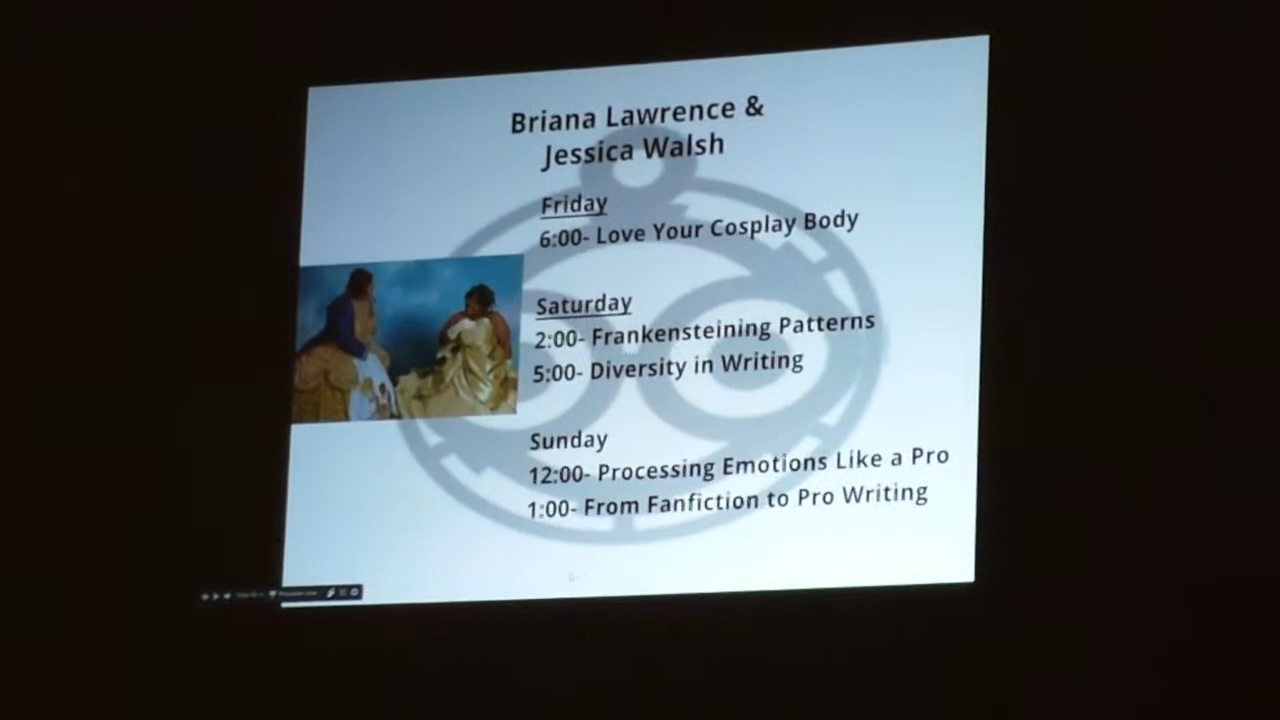 Briana Lawrence &
Jessica Walsh
Friday
6:00- Love Your Cosplay Body
Saturday
2:00- Frankensteining Patterns
5:00- Diversity in Writing
Sunday
12:00- Processing Emotions Like a Pro
1:00- From Fanfiction to Pro Writing